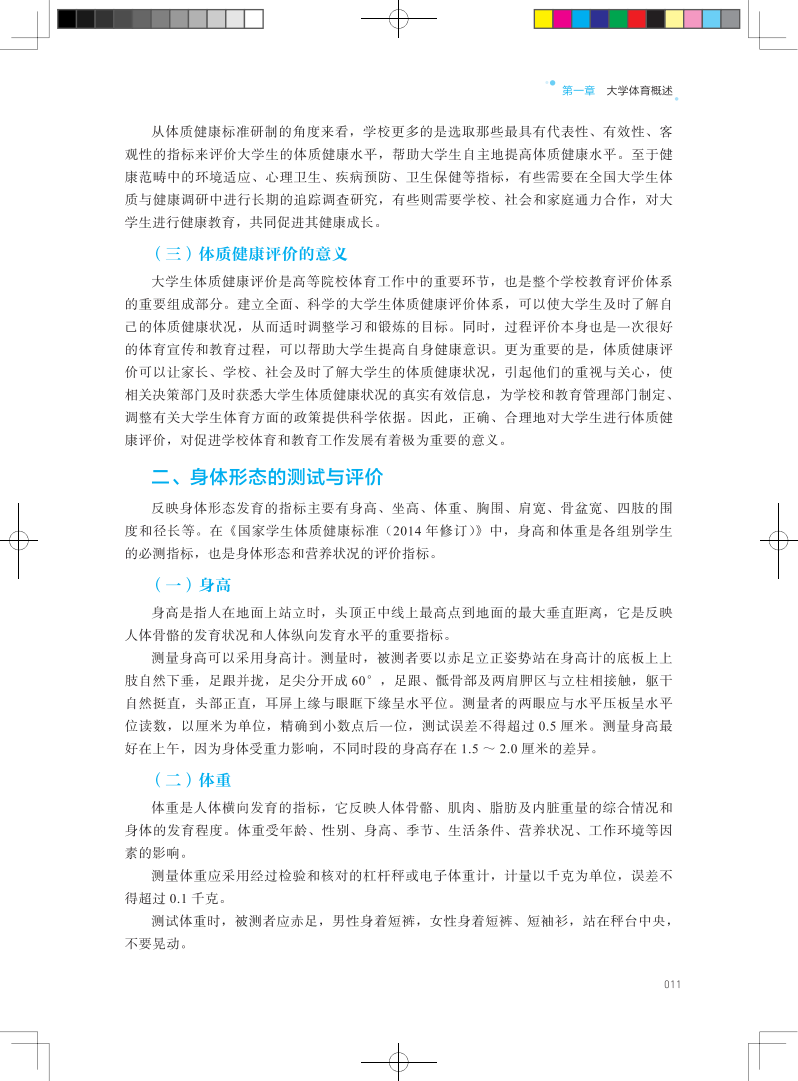 第一章 大学体育概述
从体质健康标准研制的角度来看，学校更多的是选取那些最具有代表性、有效性、客
观性的指标来评价大学生的体质健康水平，帮助大学生自主地提高体质健康水平。至于健
康范畴中的环境适应、心理卫生、疾病预防、卫生保健等指标，有些需要在全国大学生体
质与健康调研中进行长期的追踪调查研究，有些则需要学校、社会和家庭通力合作，对大
学生进行健康教育，共同促进其健康成长。
（三）体质健康评价的意义
大学生体质健康评价是高等院校体育工作中的重要环节，也是整个学校教育评价体系
的重要组成部分。建立全面、科学的大学生体质健康评价体系，可以使大学生及时了解自
己的体质健康状况，从而适时调整学习和锻炼的目标。同时，过程评价本身也是一次很好
的体育宣传和教育过程，可以帮助大学生提高自身健康意识。更为重要的是，体质健康评
价可以让家长、学校、社会及时了解大学生的体质健康状况，引起他们的重视与关心，使
相关决策部门及时获悉大学生体质健康状况的真实有效信息，为学校和教育管理部门制定、
调整有关大学生体育方面的政策提供科学依据。因此，正确、合理地对大学生进行体质健
康评价，对促进学校体育和教育工作发展有着极为重要的意义。
二、身体形态的测试与评价
反映身体形态发育的指标主要有身高、坐高、体重、胸围、肩宽、骨盆宽、四肢的围
度和径长等。在《国家学生体质健康标准（2014 年修订）》中，身高和体重是各组别学生
的必测指标，也是身体形态和营养状况的评价指标。
（一）身高
身高是指人在地面上站立时，头顶正中线上最高点到地面的最大垂直距离，它是反映
人体骨骼的发育状况和人体纵向发育水平的重要指标。
测量身高可以采用身高计。测量时，被测者要以赤足立正姿势站在身高计的底板上上
肢自然下垂，足跟并拢，足尖分开成 60°，足跟、骶骨部及两肩胛区与立柱相接触，躯干
自然挺直，头部正直，耳屏上缘与眼眶下缘呈水平位。测量者的两眼应与水平压板呈水平
位读数，以厘米为单位，精确到小数点后一位，测试误差不得超过 0.5 厘米。测量身高最
好在上午，因为身体受重力影响，不同时段的身高存在 1.5 ～ 2.0 厘米的差异。
（二）体重
体重是人体横向发育的指标，它反映人体骨骼、肌肉、脂肪及内脏重量的综合情况和
身体的发育程度。体重受年龄、性别、身高、季节、生活条件、营养状况、工作环境等因
素的影响。
测量体重应采用经过检验和核对的杠杆秤或电子体重计，计量以千克为单位，误差不
得超过 0.1 千克。
测试体重时，被测者应赤足，男性身着短裤，女性身着短裤、短袖衫，站在秤台中央，
不要晃动。
011